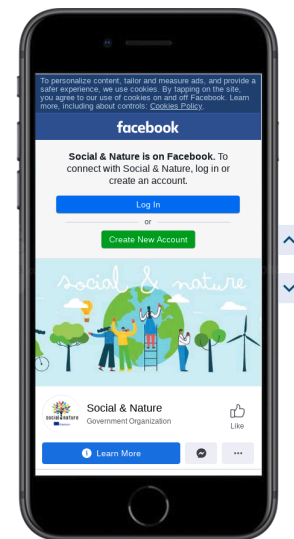 To personalize content, tailor and measure ads, and provide a
safer experience, we use cookies. By tapping on the site,
you agree to our use of cookies on and off Facebook. Learn
more, including about controls: Cookies Policy.
facebook
Social & Nature is on Facebook. To
connect with Social & Nature, log in or
create an account.
Log In
or
Create New Account
social & nature
social&nature
Social & Nature
Government Organization
Like
Learn More